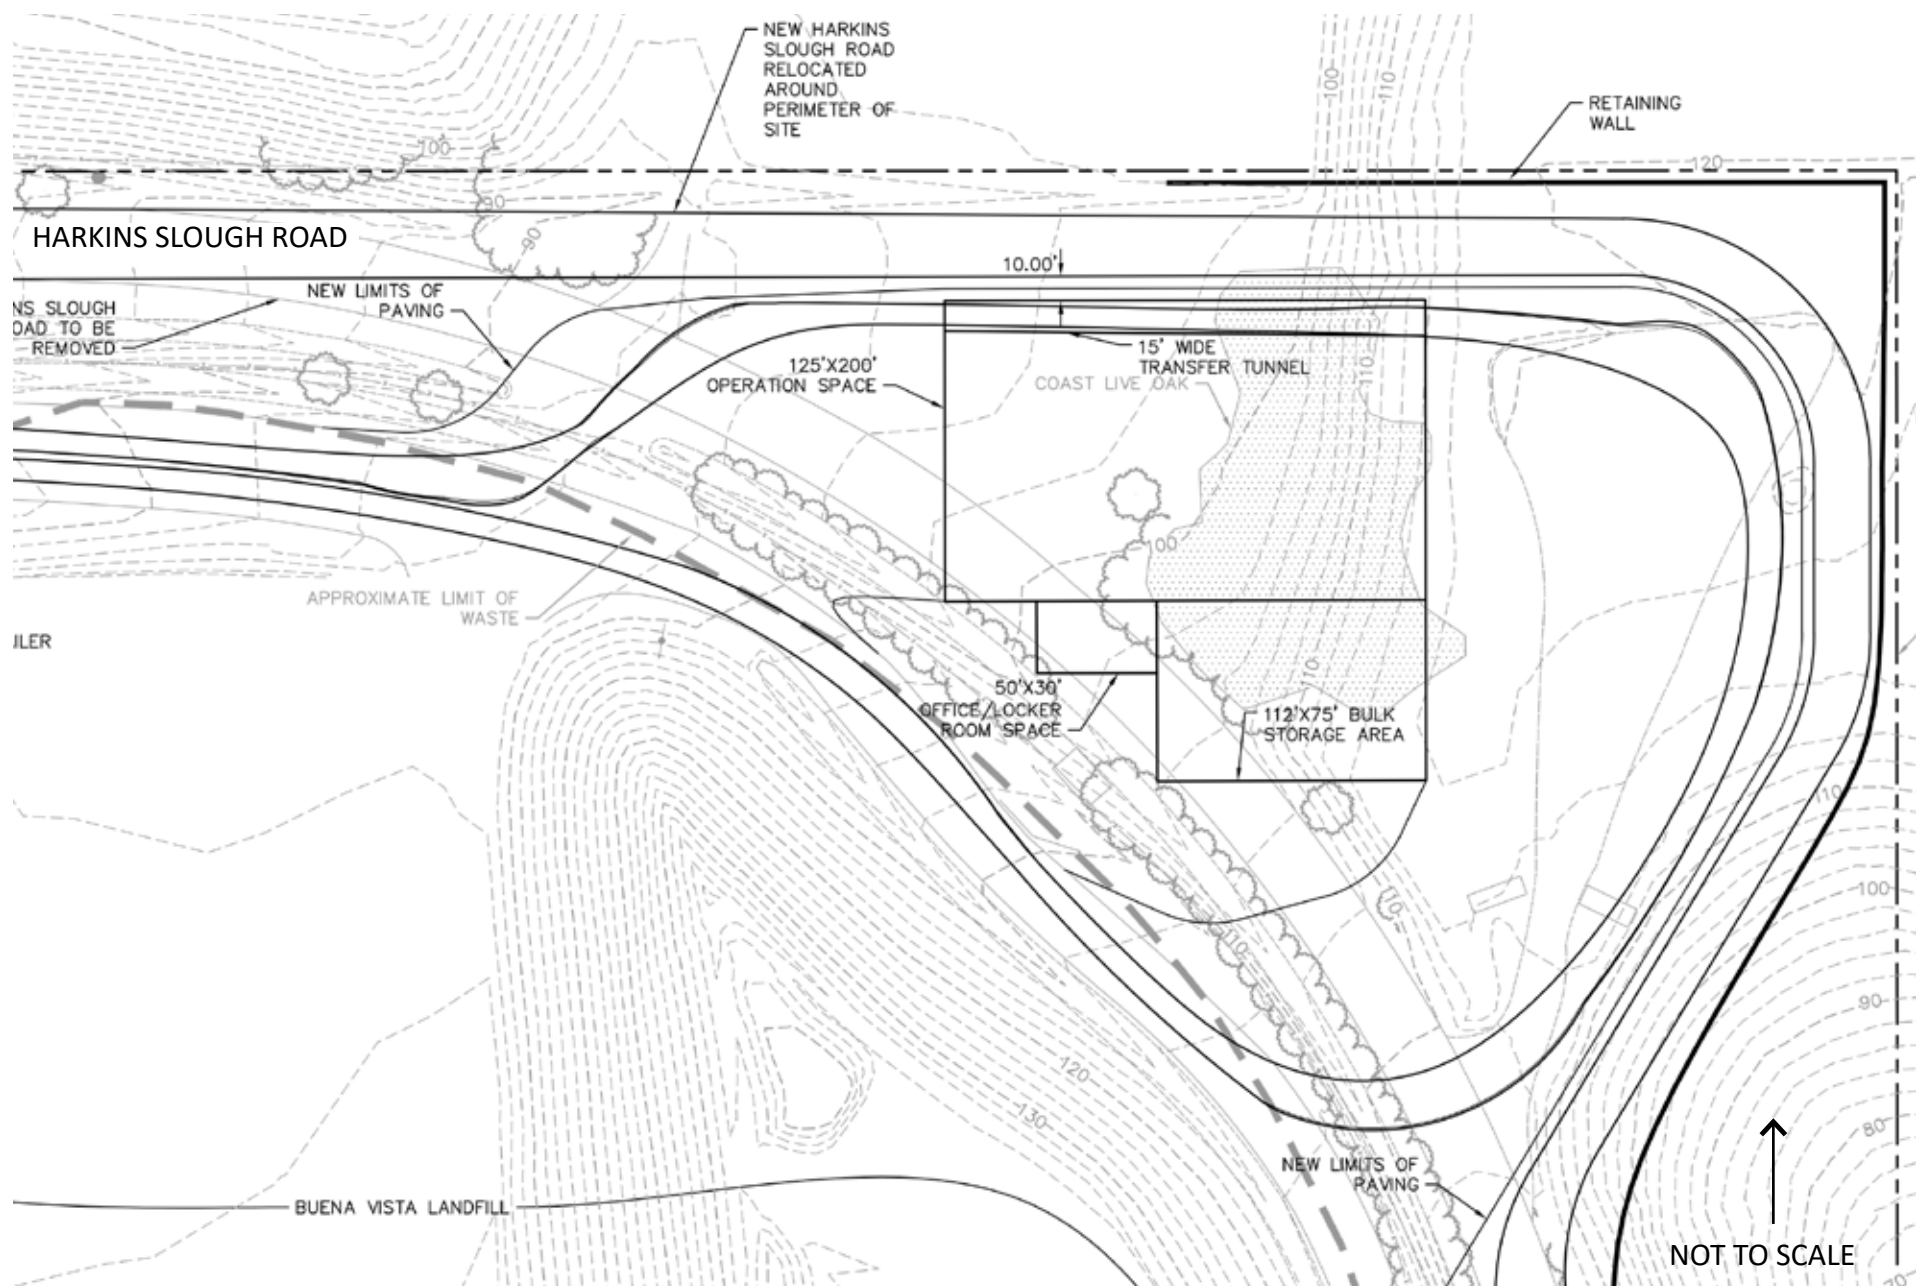 NEW HARKINS
SLOUGH ROAD
RELOCATED
AROUND
PERIMETER OF
SITE
100
110
RETAINING
WALL
100
120
90
90
HARKINS SLOUGH ROAD
10.00'
NS SLOUGH
OAD TO BE
REMOVED
NEW LIMITS OF
PAVING
125'X200'
OPERATION SPACE
15' WIDE
TRANSFER TUNNEL
COAST LIVE OAK
110
100
APPROXIMATE LIMIT OF
WASTE
ILER
110
50'X30'
OFFICE/LOCKER
ROOM SPACE
112'X75' BULK
STORAGE AREA
110
100
110
110
90
120
130
80
NEW LIMITS OF
PAVING
BUENA VISTA LANDFILL
NOT TO SCALE